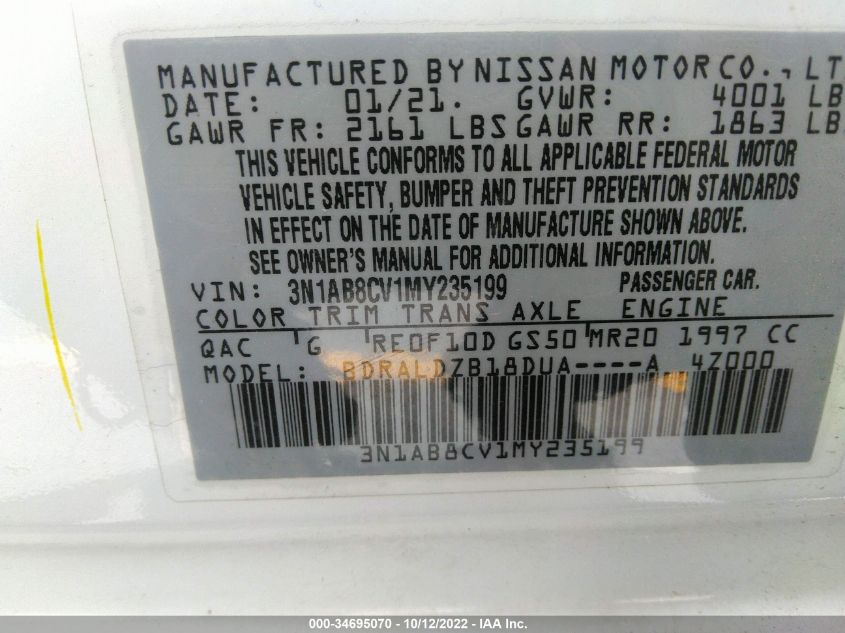 MANUFACTURED BY NISSAN MOTOR CO., LT
DATE: 01/21. GVWR: 4001 LB
GAWR FR: 2161 LBS GAWR RR: 1863 LB
THIS VEHICLE CONFORMS TO ALL APPLICABLE FEDERAL MOTOR
VEHICLE SAFETY, BUMPER AND THEFT PREVENTION STANDARDS
IN EFFECT ON THE DATE OF MANUFACTURE SHOWN ABOVE.
SEE OWNER'S MANUAL FOR ADDITIONAL INFORMATION.
VIN: 3N1AB8CV1MY235199 PASSENGER CAR.
COLOR TRIM TRANS AXLE ENGINE
QAC 'G 'RE0F10D GS50'MR20 1997 CC
MODEL: BDRALDZB18DUA----A 4Z000
3N1AB8CV1MY235199
000-34695070 - 10/12/2022 - IAA Inc.